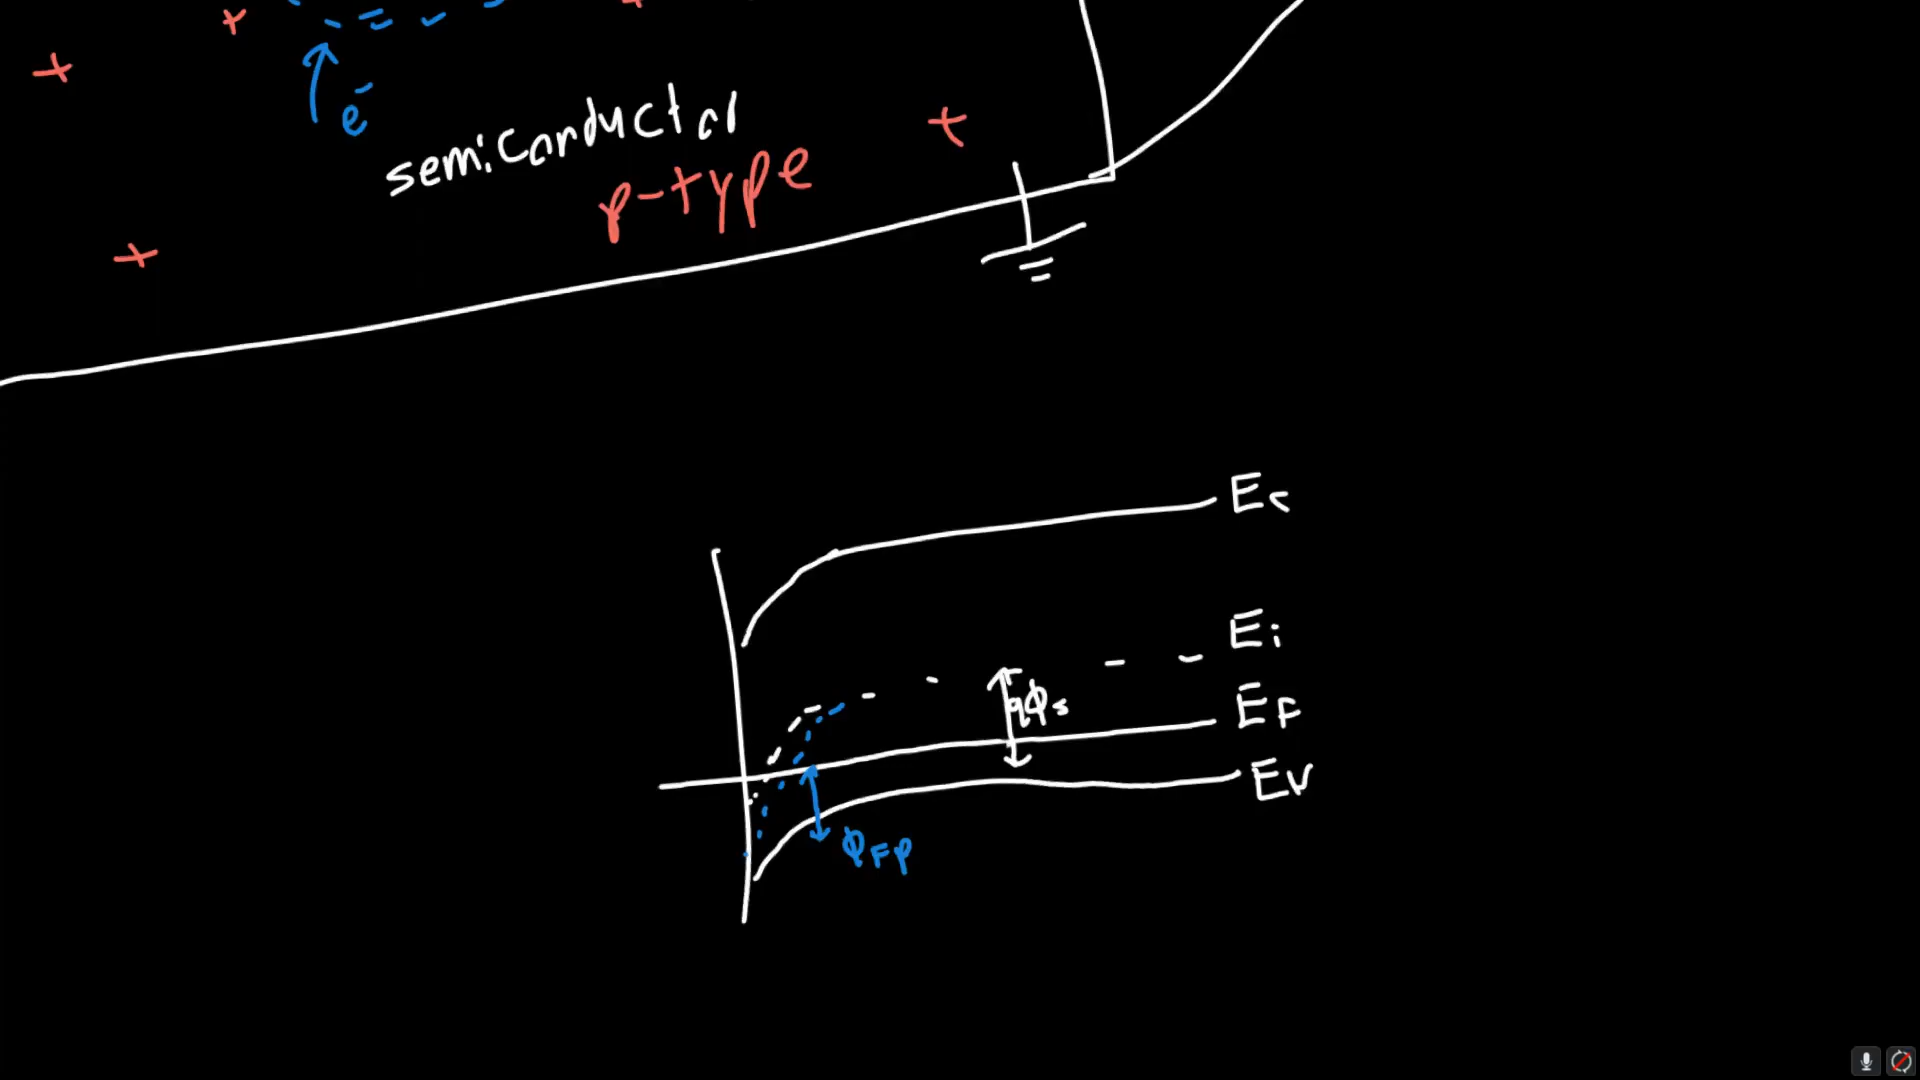 e-
semiconductor
p-type
Ec
Ei
qΦs
EF
Ev
ΦFp